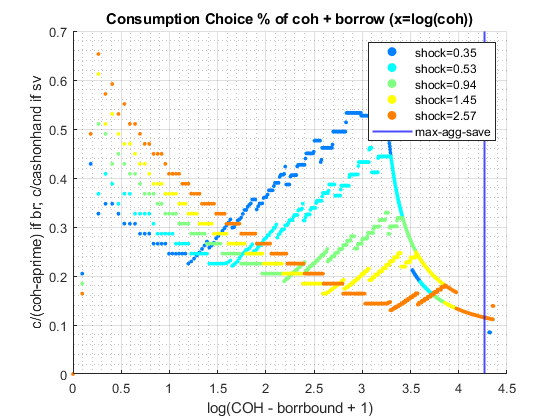 Consumption Choice % of coh + borrow (x=log(coh))
c/(coh-aprime) if br, c/cashonhand if sv
0.7
0.6
0.5
0.4
0.3
0.2
0.1
0
shock=0.35
shock=0.53
shock=0.94
shock=1.45
shock=2.57
max-agg-save
0 0.5 1 1.5 2 2.5 3 3.5 4 4.5
log(COH - borrbound + 1)